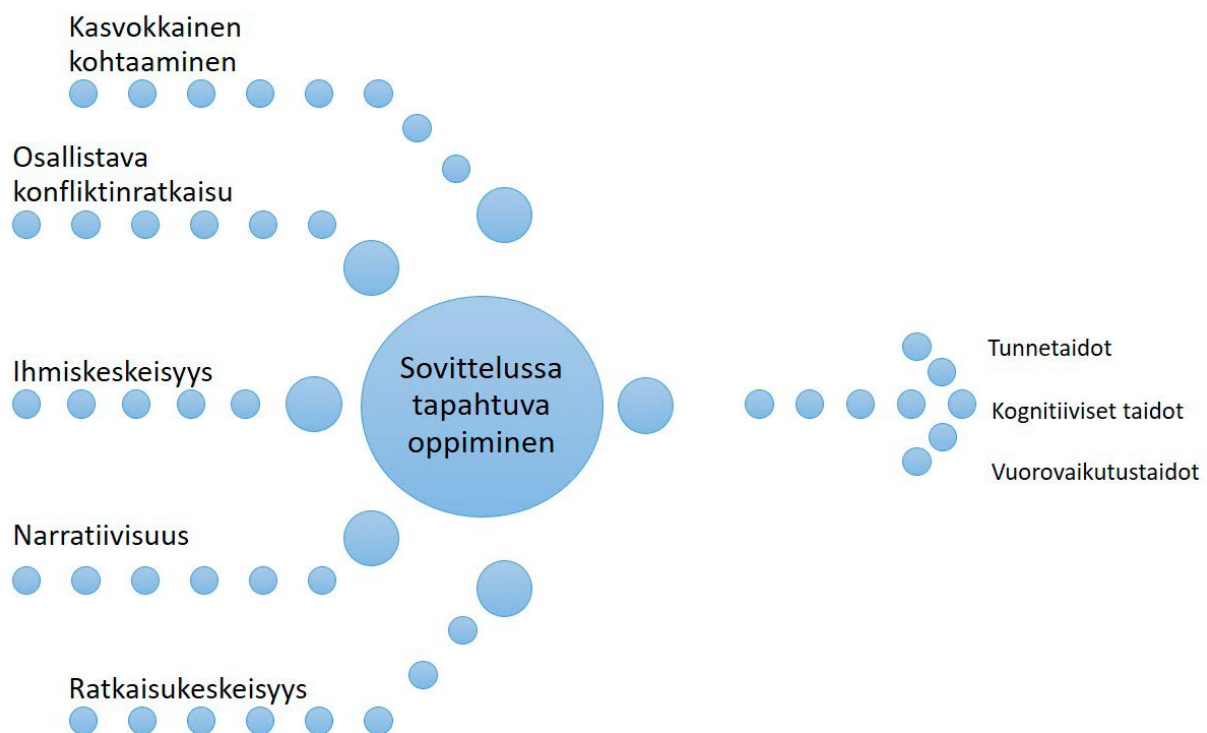 Kasvokkainen
kohtaaminen
Osallistava
konfliktinratkaisu
Ihmiskeskeisyys
Narratiivisuus
Ratkaisukeskeisyys
Sovittelussa
tapahtuva
oppiminen
Tunnetaidot
Kognitiiviset taidot
Vuorovaikutustaidot